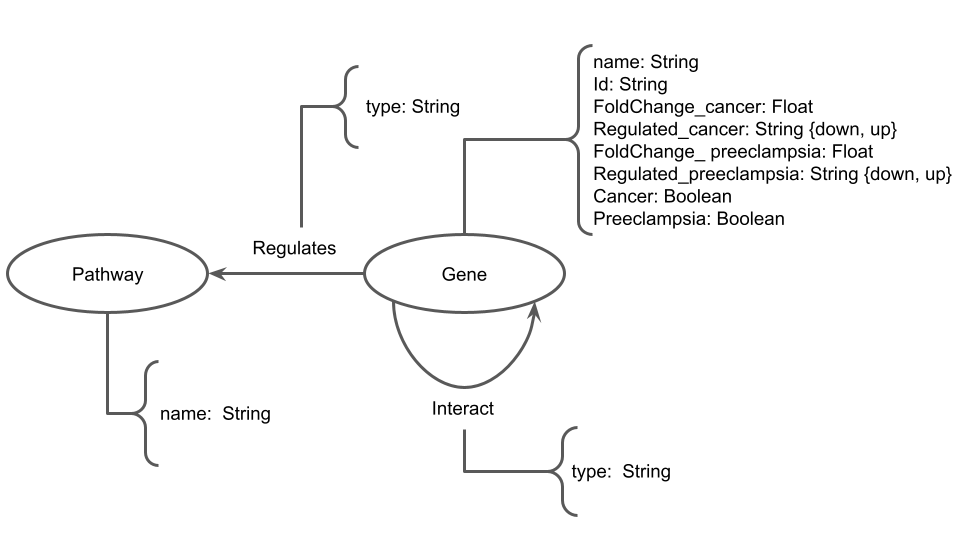 name: String
Id: String
FoldChange_cancer: Float
Regulated_cancer: String {down, up}
FoldChange_ preeclampsia: Float
Regulated_preeclampsia: String {down, up}
Cancer: Boolean
Preeclampsia: Boolean
type: String
Regulates
Pathway
Gene
Interact
name: String
type: String